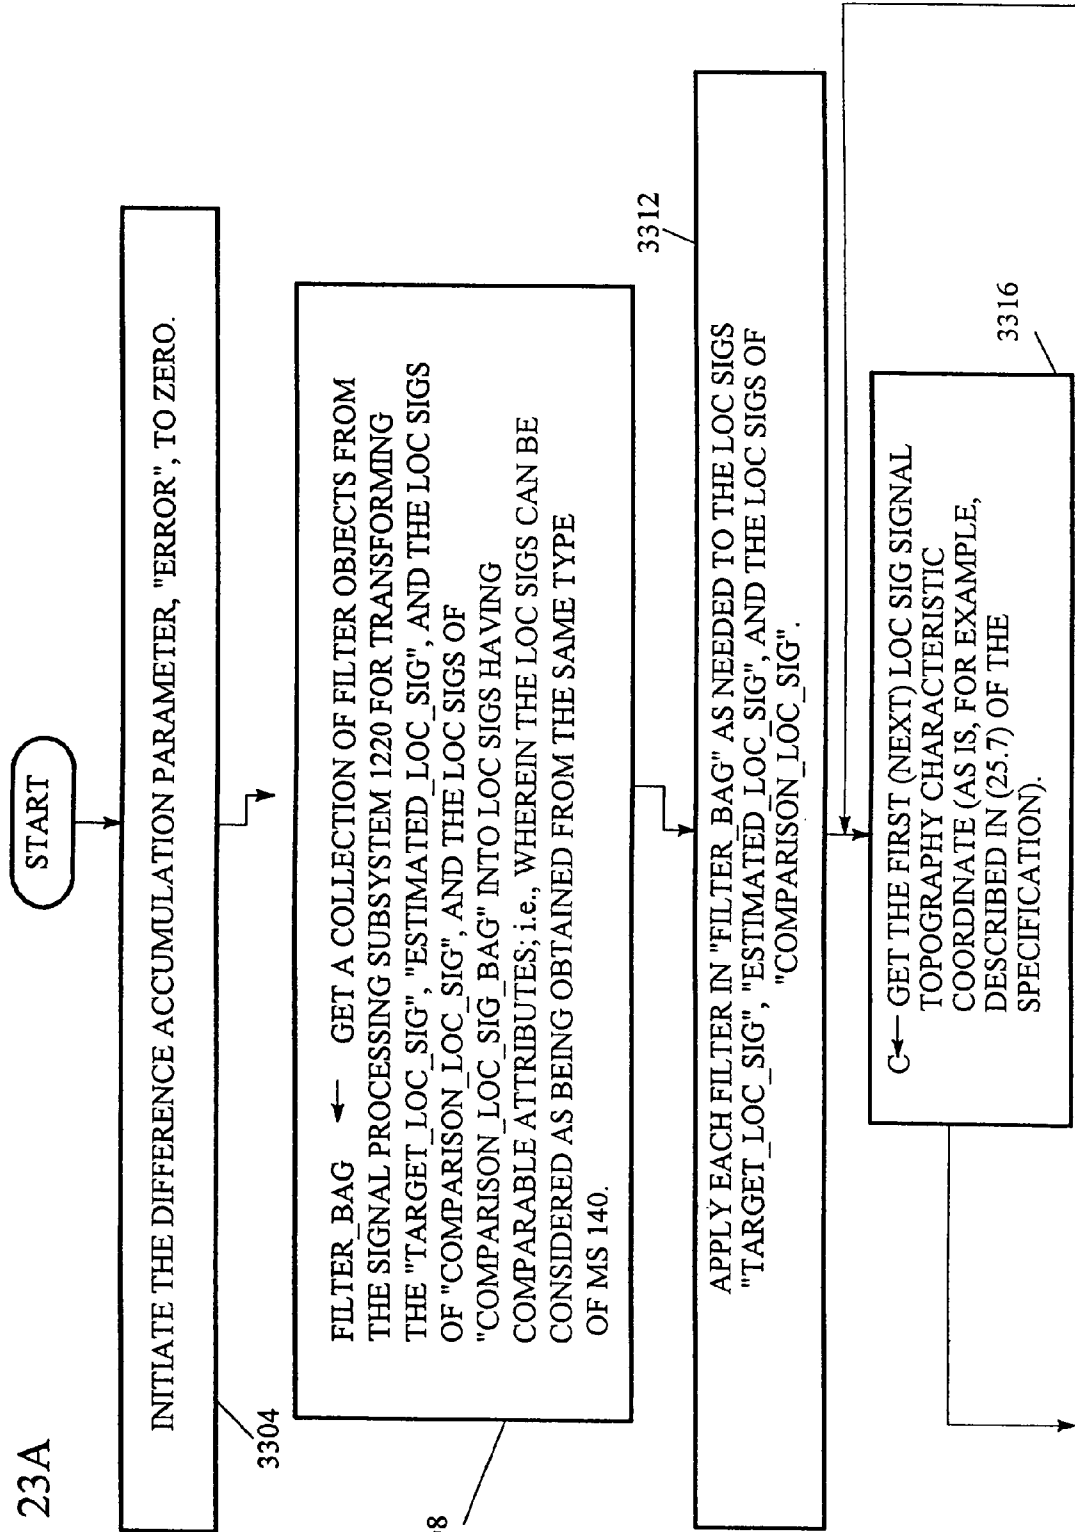 23A
START
INITIATE THE DIFFERENCE ACCUMULATION PARAMETER, "ERROR", TO ZERO.
3304
FILTER_BAG ← GET A COLLECTION OF FILTER OBJECTS FROM
THE SIGNAL PROCESSING SUBSYSTEM 1220 FOR TRANSFORMING
THE "TARGET_LOC_SIG", "ESTIMATED_LOC_SIG", AND THE LOC SIGS
OF "COMPARISON_LOC_SIG", AND THE LOC SIGS OF
"COMPARISON_LOC_SIG_BAG" INTO LOC SIGS HAVING
COMPARABLE ATTRIBUTES; i.e., WHEREIN THE LOC SIGS CAN BE
CONSIDERED AS BEING OBTAINED FROM THE SAME TYPE
OF MS 140.
8
3312
APPLY EACH FILTER IN "FILTER_BAG" AS NEEDED TO THE LOC SIGS
"TARGET_LOC_SIG", "ESTIMATED_LOC_SIG", AND THE LOC SIGS OF
"COMPARISON_LOC_SIG".
C ← GET THE FIRST (NEXT) LOC SIG SIGNAL
TOPOGRAPHY CHARACTERISTIC
COORDINATE (AS IS, FOR EXAMPLE,
DESCRIBED IN (25.7) OF THE
SPECIFICATION).
3316